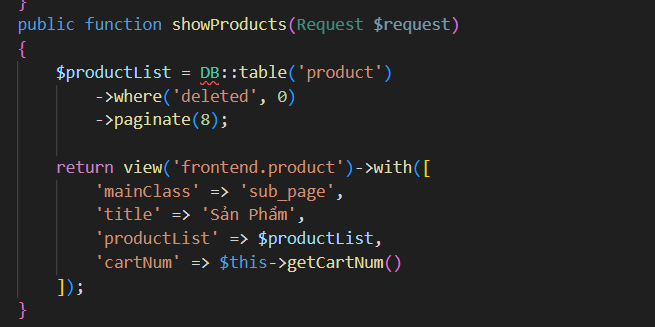 }
public function showProducts(Request $request)
{
    $productList = DB::table('product')
        ->where('deleted', 0)
        ->paginate(8);

    return view('frontend.product')->with([
        'mainClass' => 'sub_page',
        'title' => 'Sản Phẩm',
        'productList' => $productList,
        'cartNum' => $this->getCartNum()
    ]);
}